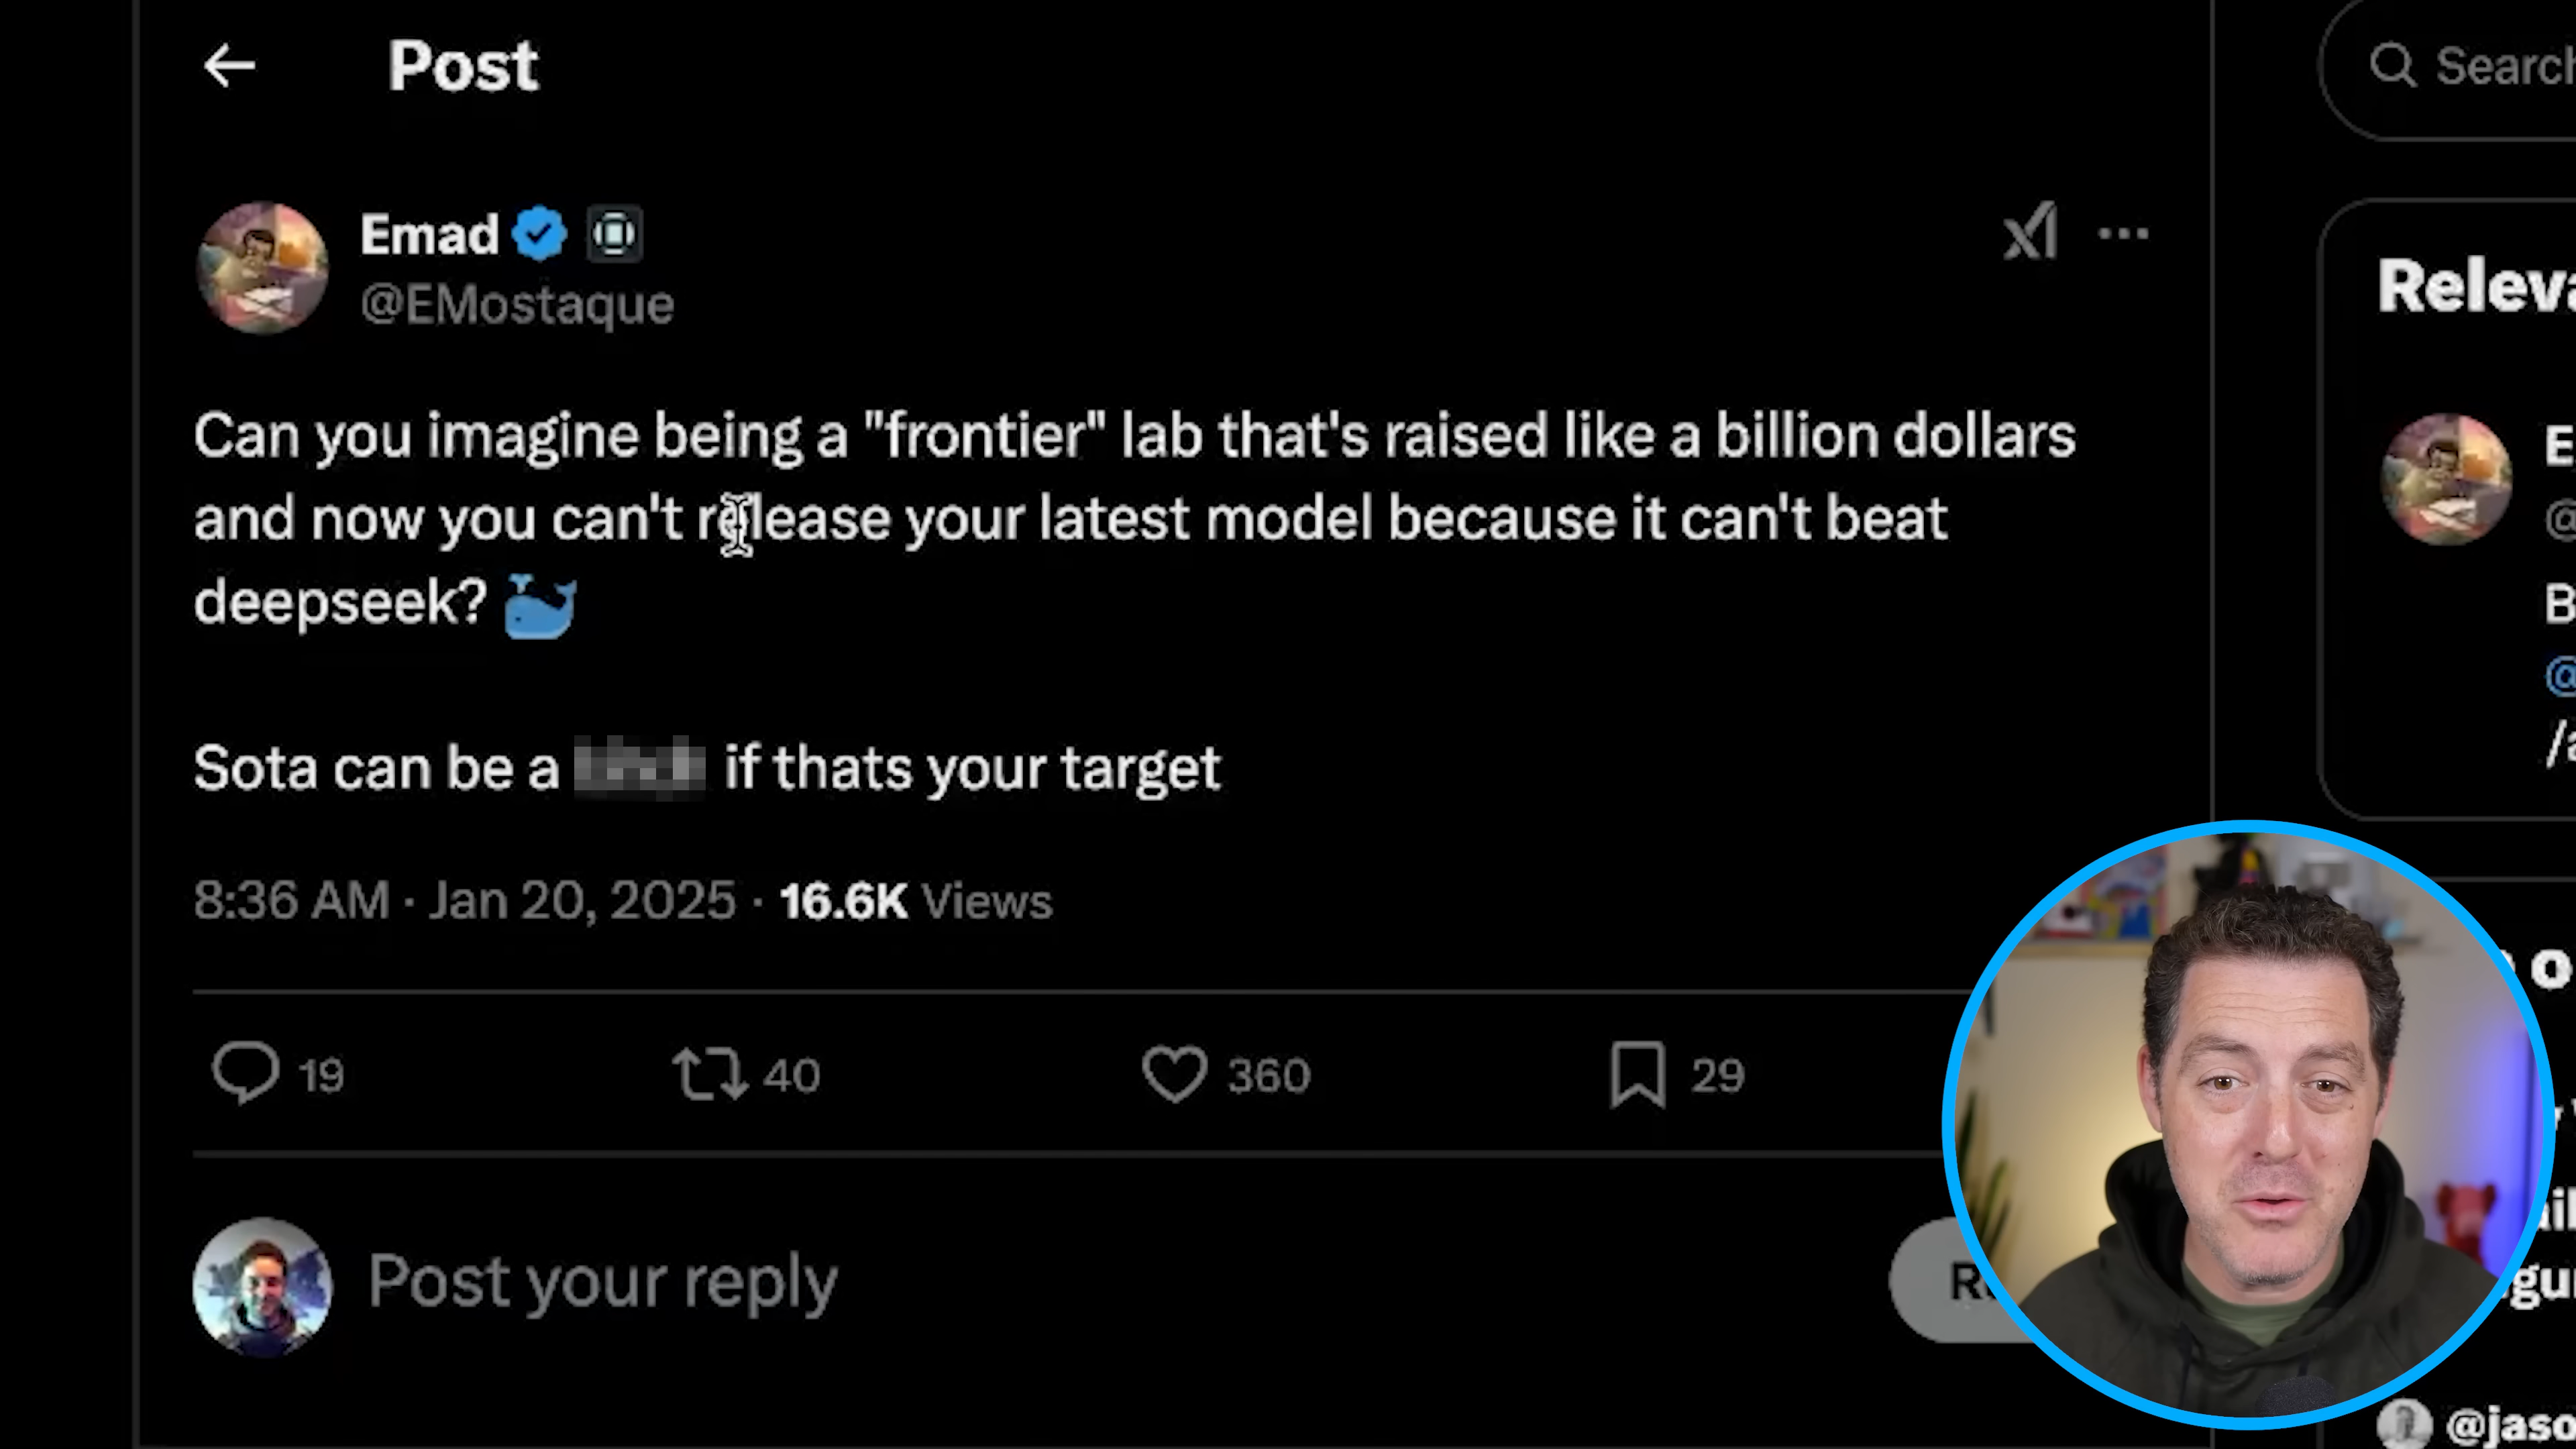 Post
Search
Emad
@EMostaque
Releva
Can you imagine being a "frontier" lab that's raised like a billion dollars
and now you can't release your latest model because it can't beat
deepseek? 🐳
Sota can be a if thats your target
8:36 AM · Jan 20, 2025 · 16.6K Views
19 40 360 29
Post your reply
@jaso